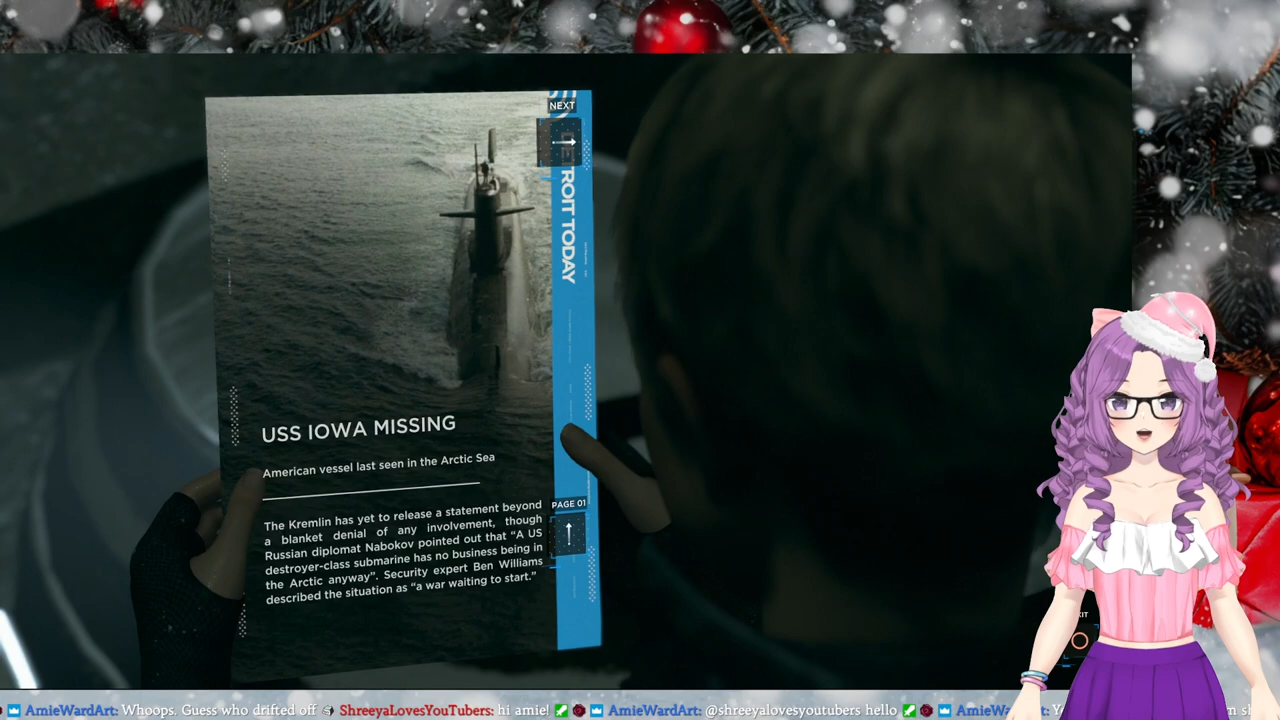 NEXT
ROIT TODAY
USS IOWA MISSING
American vessel last seen in the Arctic Sea
The Kremlin has yet to release a statement beyond
a blanket denial of any involvement, though
Russian diplomat Nabokov pointed out that “A US
destroyer-class submarine has no business being in
the Arctic anyway”. Security expert Ben Williams
described the situation as “a war waiting to start.”
PAGE 01
AmieWardArt: Whoops. Guess who drifted off ShreeyaLovesYouTubers: hi amie! AmieWardArt: @shreeyalovesyoutubers hello AmieWa